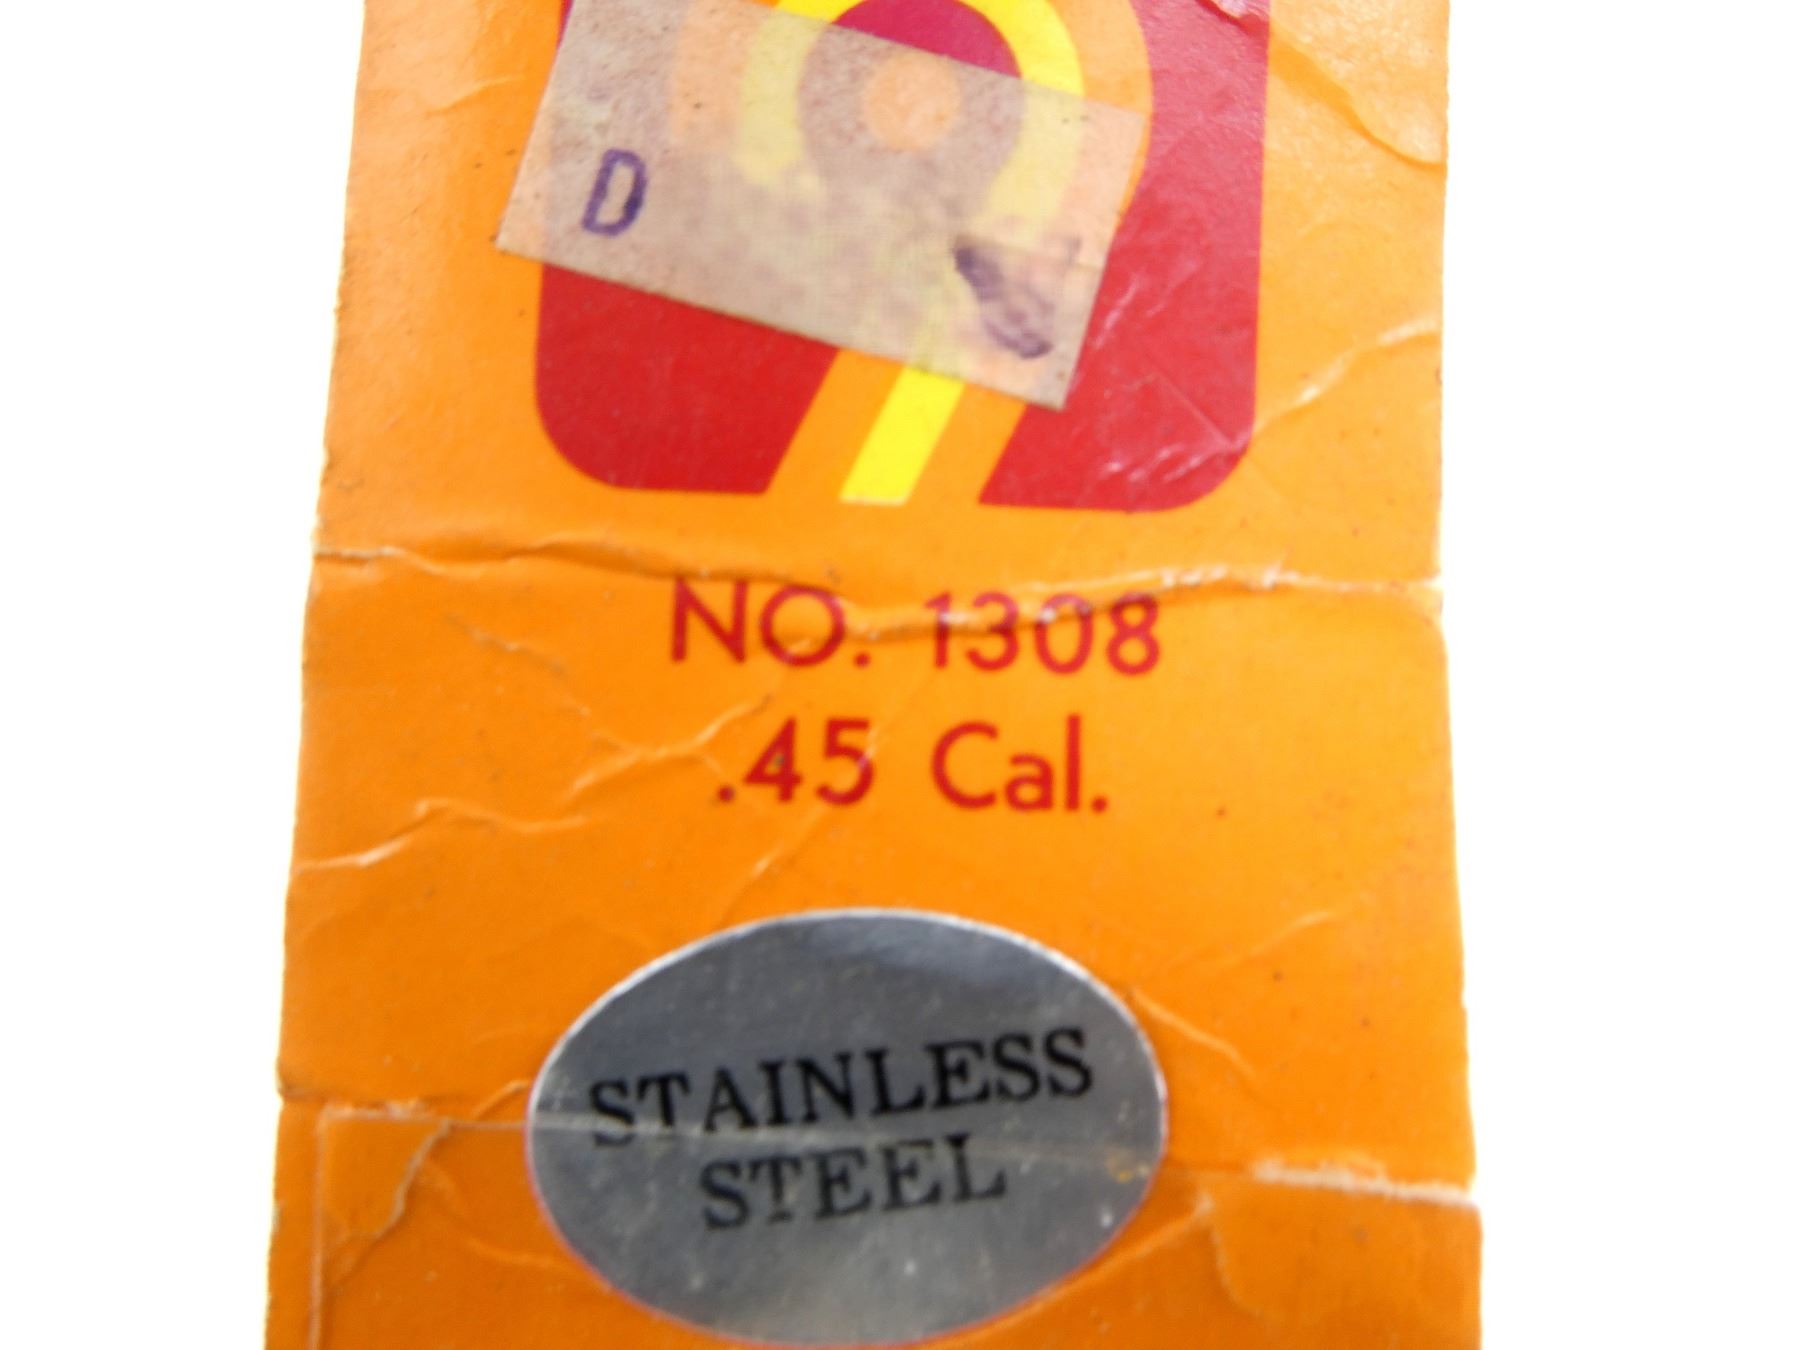 D
NO. 1308
.45 Cal.
STAINLESS
STEEL